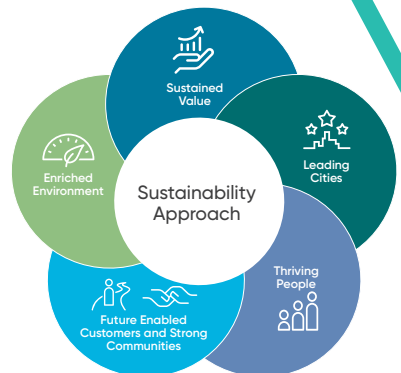 Sustained
Value
Leading
Cities
Enriched
Environment
Sustainability
Approach
Thriving
People
Future Enabled
Customers and Strong
Communities